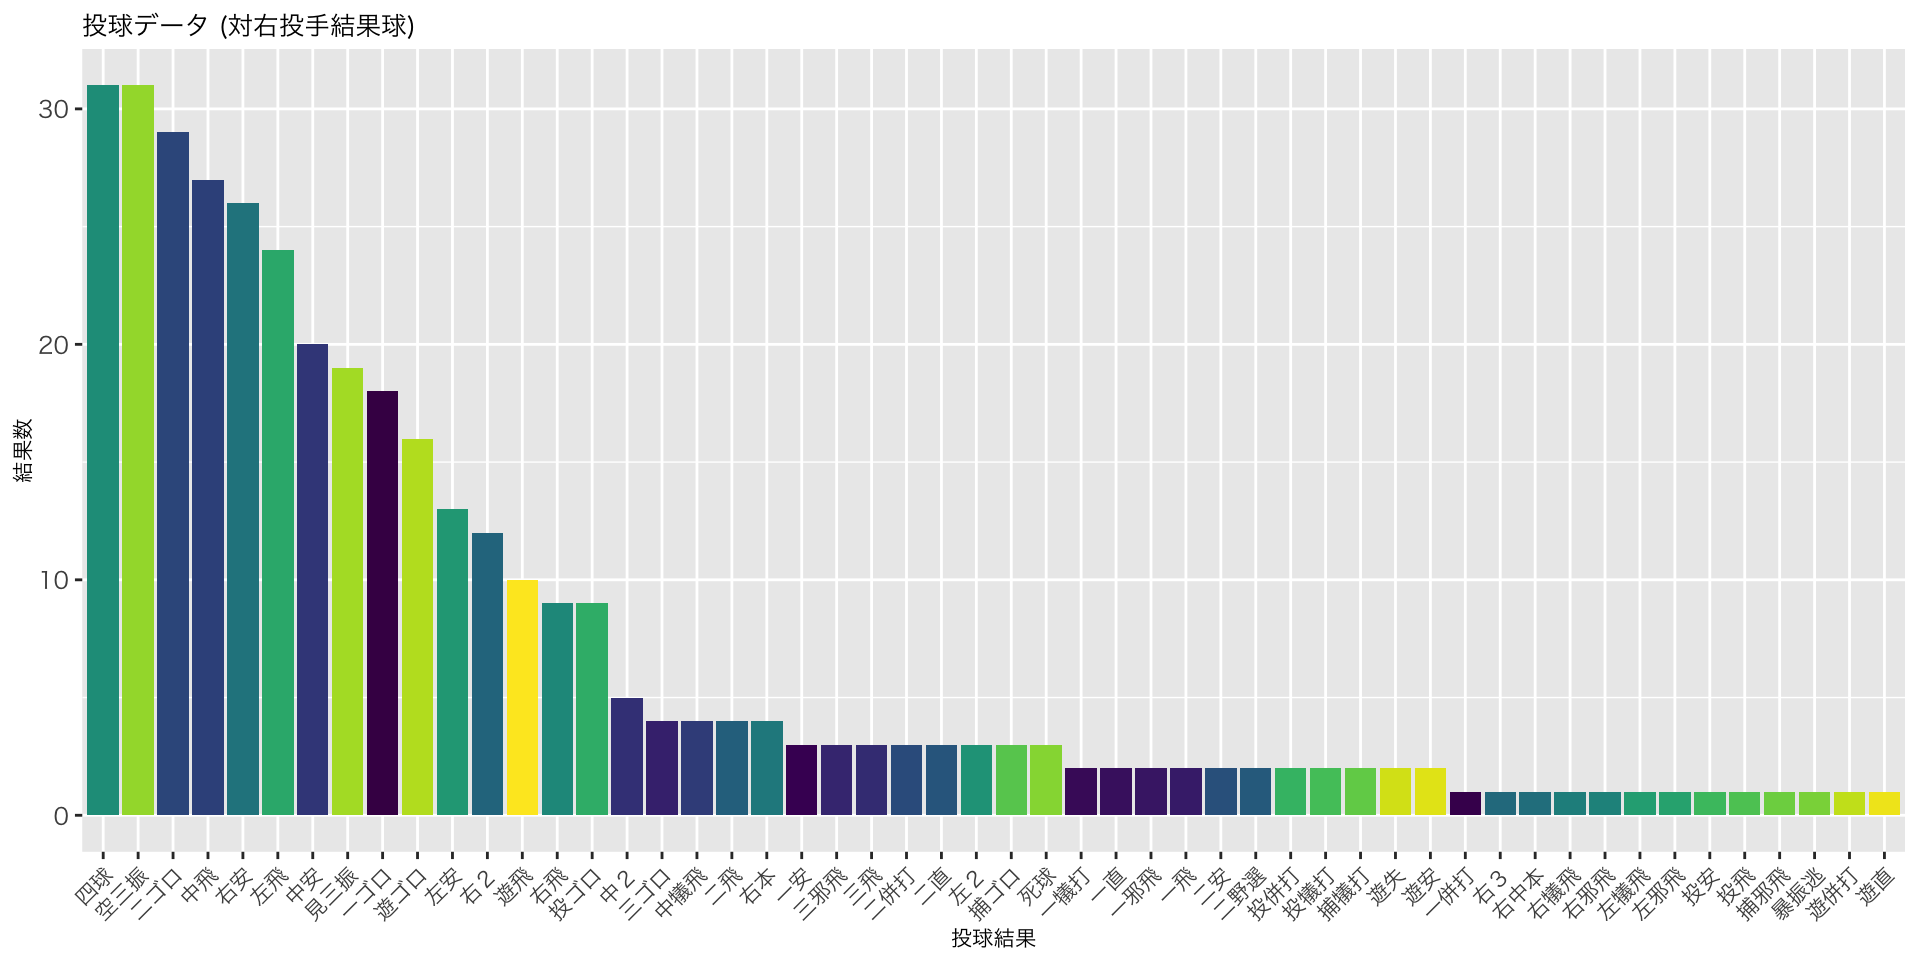 投球データ (対右投手結果球)
結果数
30
20
10
0
四球
空三振
二ゴロ
中飛
右安
左飛
中安
見三振
一ゴロ
遊ゴロ
左安
右２
遊飛
右飛
投ゴロ
中２
三ゴロ
中犠飛
二飛
右本
一安
三邪飛
三飛
二併打
二直
左２
捕ゴロ
死球
一犠打
一直
一邪飛
一飛
二安
二野選
投併打
投犠打
捕犠打
遊失
遊安
一併打
右３
右中本
右犠飛
右邪飛
左犠飛
左邪飛
投安
投飛
捕邪飛
暴振逃
遊併打
遊直
投球結果